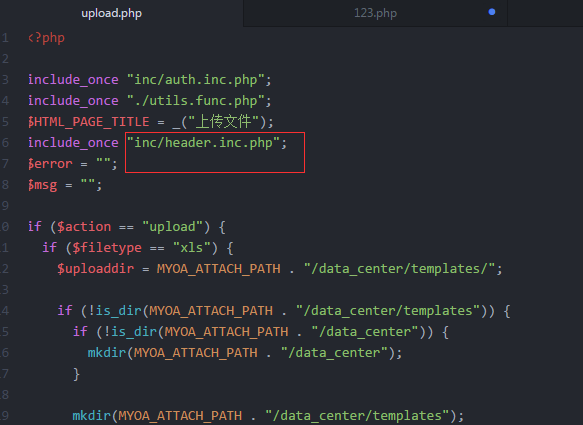 upload.php
123.php
1 <?php
2
3 include_once "inc/auth.inc.php";
4 include_once "./utils.func.php";
5 $HTML_PAGE_TITLE = _("上传文件");
6 include_once "inc/header.inc.php";
7 $error = "";
8 $msg = "";
9
0 if ($action == "upload") {
1 if ($filetype == "xls") {
2 $uploaddir = MYOA_ATTACH_PATH . "/data_center/templates/";
3
4 if (!is_dir(MYOA_ATTACH_PATH . "/data_center/templates")) {
5 if (!is_dir(MYOA_ATTACH_PATH . "/data_center")) {
6 mkdir(MYOA_ATTACH_PATH . "/data_center");
7 }
8
9 mkdir(MYOA_ATTACH_PATH . "/data_center/templates");